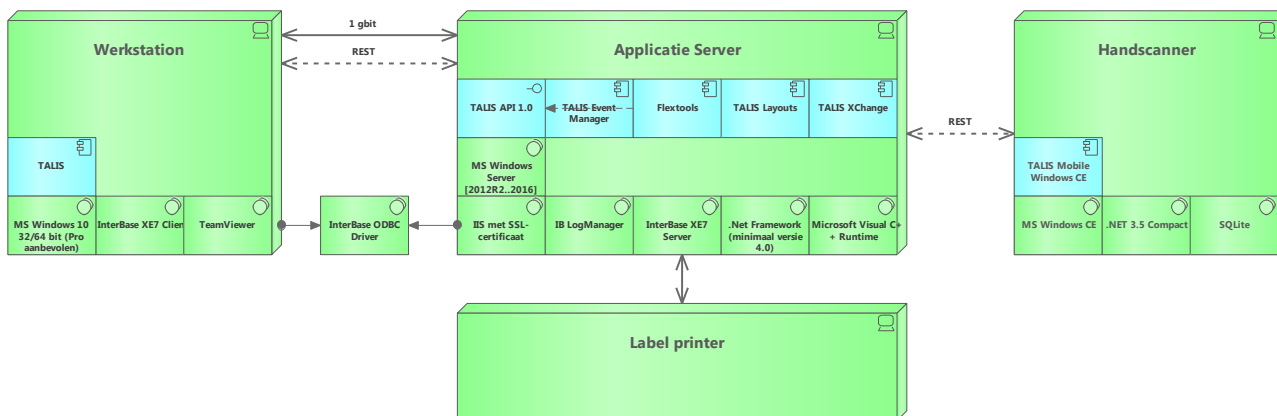 1 gbit
Werkstation
Applicatie Server
Handscanner
REST
TALIS API 1.0
TALIS Event
Manager
Flextools
TALIS Layouts
TALIS XChange
REST
TALIS
MS Windows
Server
[2012R2..2016]
TALIS Mobile
Windows CE
MS Windows 10
32/64 bit (Pro
aanbevolen)
InterBase XE7 Clien
TeamViewer
InterBase ODBC
Driver
IIS met SSL-
certificaat
IB LogManager
InterBase XE7
Server
.Net Framework
(minimaal versie
4.0)
Microsoft Visual C+
+ Runtime
MS Windows CE
.NET 3.5 Compact
SQLite
Label printer